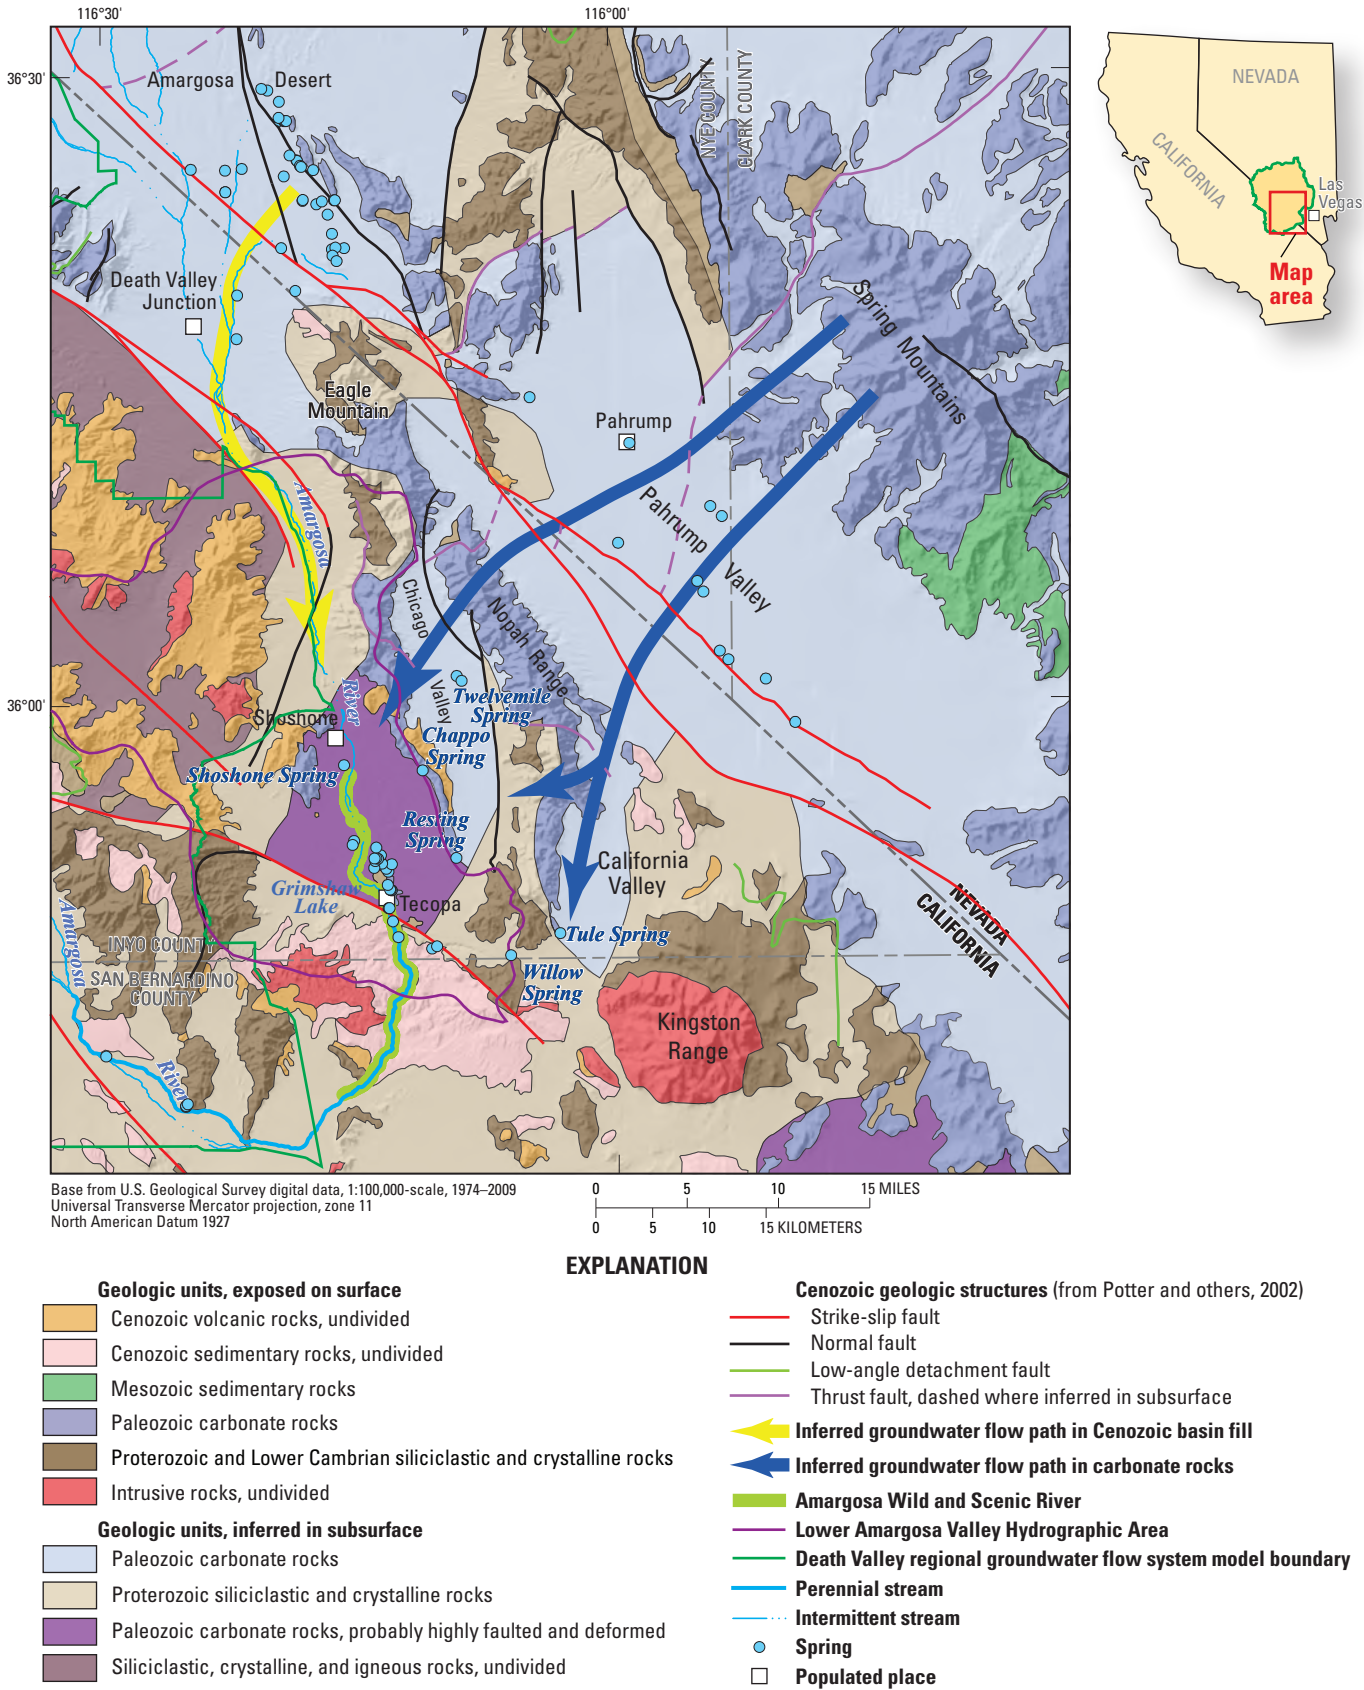 116°30'
116°00'
36°30'
36°00'
Amargosa Desert
NYE COUNTY
CLARK COUNTY
Death Valley
Junction
Eagle
Mountain
Spring Mountains
Pahrump
Pahrump Valley
Amargosa
River
Chicago
Valley
Nopah Range
Twelvemile
Spring
Chappo
Spring
Shoshone
Shoshone Spring
Resting
Spring
Grimshaw
Lake
Tecopa
California
Valley
Tule Spring
Willow
Spring
NEVADA
CALIFORNIA
Amargosa
River
INYO COUNTY
SAN BERNARDINO
COUNTY
Kingston
Range
NEVADA
CALIFORNIA
Las
Vegas
Map
area
Base from U.S. Geological Survey digital data, 1:100,000-scale, 1974–2009
Universal Transverse Mercator projection, zone 11
North American Datum 1927
0 5 10 15 MILES
0 5 10 15 KILOMETERS
EXPLANATION
Geologic units, exposed on surface
Cenozoic volcanic rocks, undivided
Cenozoic sedimentary rocks, undivided
Mesozoic sedimentary rocks
Paleozoic carbonate rocks
Proterozoic and Lower Cambrian siliciclastic and crystalline rocks
Intrusive rocks, undivided
Geologic units, inferred in subsurface
Paleozoic carbonate rocks
Proterozoic siliciclastic and crystalline rocks
Paleozoic carbonate rocks, probably highly faulted and deformed
Siliciclastic, crystalline, and igneous rocks, undivided
Cenozoic geologic structures (from Potter and others, 2002)
Strike-slip fault
Normal fault
Low-angle detachment fault
Thrust fault, dashed where inferred in subsurface
Inferred groundwater flow path in Cenozoic basin fill
Inferred groundwater flow path in carbonate rocks
Amargosa Wild and Scenic River
Lower Amargosa Valley Hydrographic Area
Death Valley regional groundwater flow system model boundary
Perennial stream
Intermittent stream
Spring
Populated place